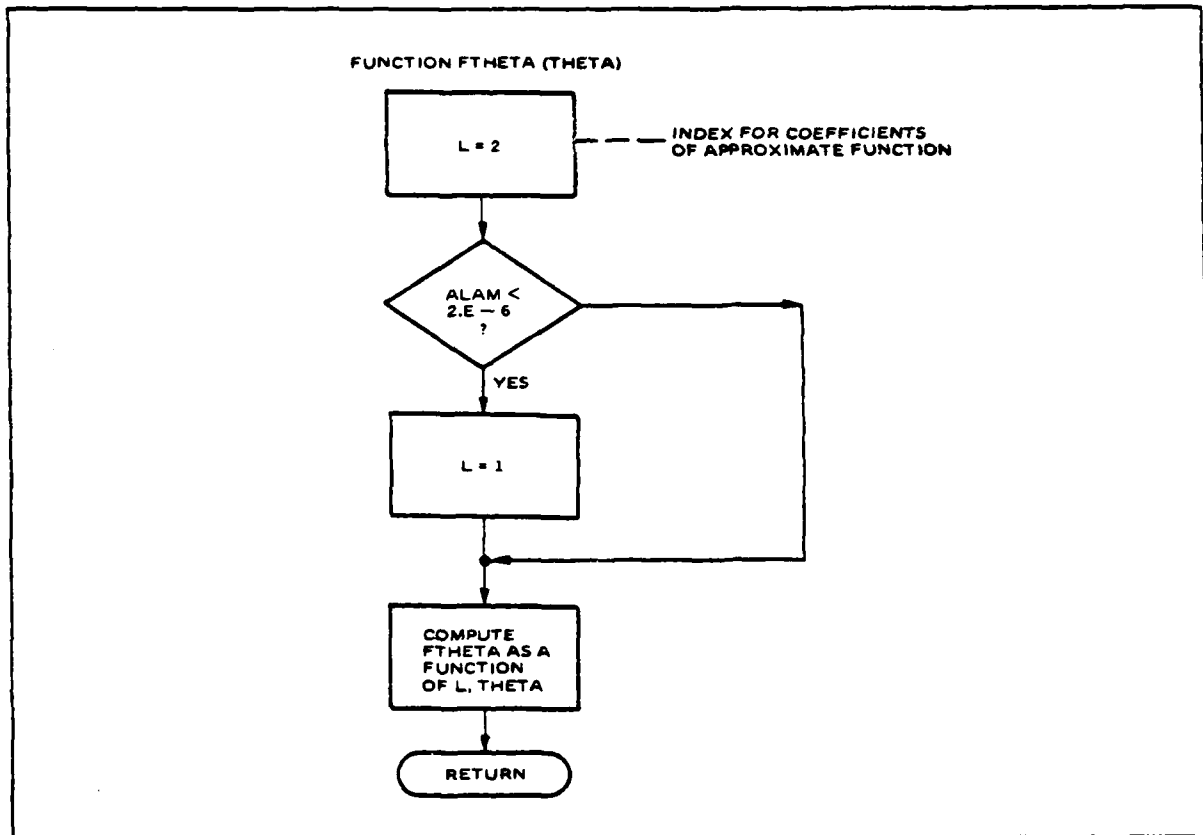 FUNCTION FTHETA (THETA)
L = 2
INDEX FOR COEFFICIENTS
OF APPROXIMATE FUNCTION
ALAM <
2.E — 6
?
YES
L = 1
COMPUTE
FTHETA AS A
FUNCTION
OF L, THETA
RETURN